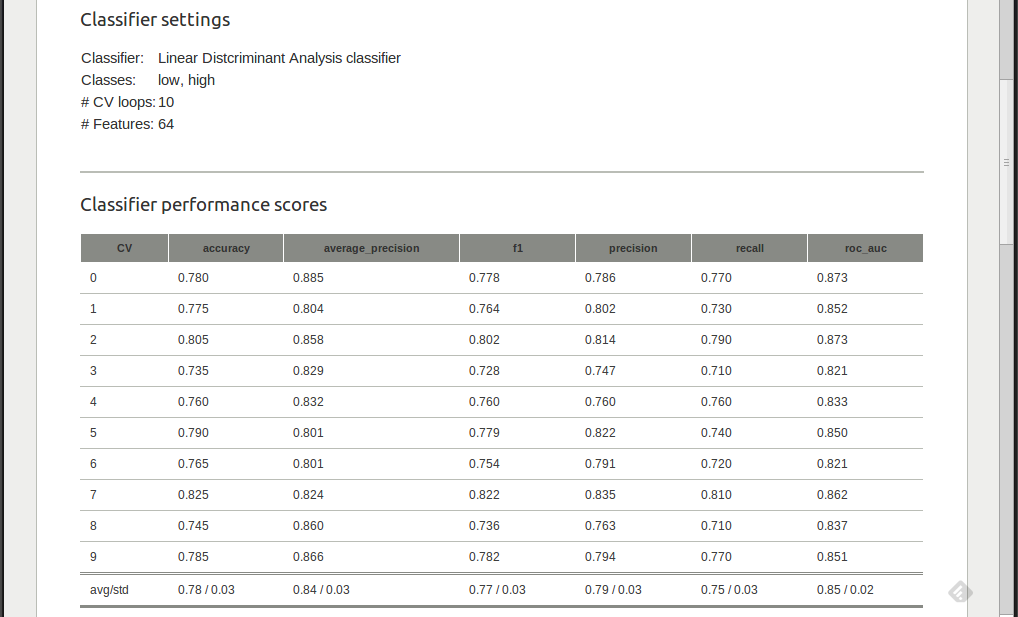 Classifier settings
Classifier: Linear Distcriminant Analysis classifier
Classes: low, high
# CV loops: 10
# Features: 64
Classifier performance scores
CV accuracy average_precision f1 precision recall roc_auc
0 0.780 0.885 0.778 0.786 0.770 0.873
1 0.775 0.804 0.764 0.802 0.730 0.852
2 0.805 0.858 0.802 0.814 0.790 0.873
3 0.735 0.829 0.728 0.747 0.710 0.821
4 0.760 0.832 0.760 0.760 0.760 0.833
5 0.790 0.801 0.779 0.822 0.740 0.850
6 0.765 0.801 0.754 0.791 0.720 0.821
7 0.825 0.824 0.822 0.835 0.810 0.862
8 0.745 0.860 0.736 0.763 0.710 0.837
9 0.785 0.866 0.782 0.794 0.770 0.851
avg/std 0.78 / 0.03 0.84 / 0.03 0.77 / 0.03 0.79 / 0.03 0.75 / 0.03 0.85 / 0.02